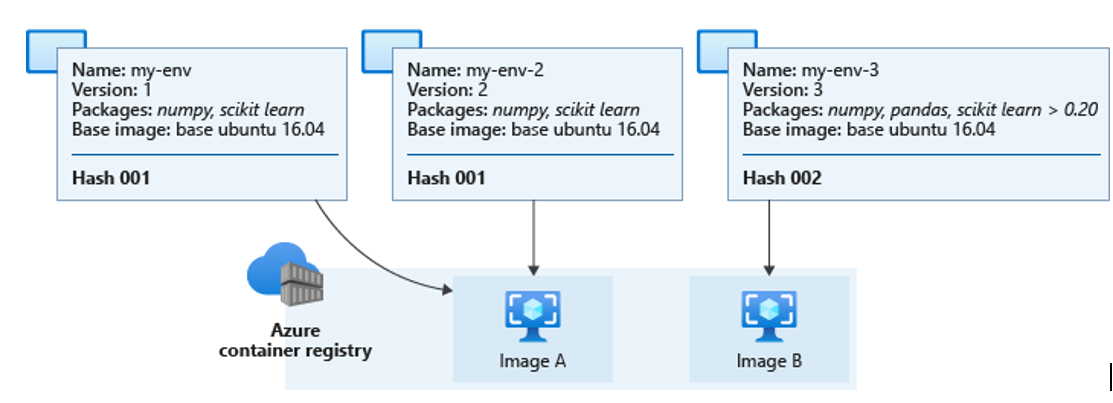 Name: my-env
Version: 1
Packages: numpy, scikit learn
Base image: base ubuntu 16.04
Hash 001
Name: my-env-2
Version: 2
Packages: numpy, scikit learn
Base image: base ubuntu 16.04
Hash 001
Name: my-env-3
Version: 3
Packages: numpy, pandas, scikit learn > 0.20
Base image: base ubuntu 16.04
Hash 002
Azure
container registry
Image A
Image B